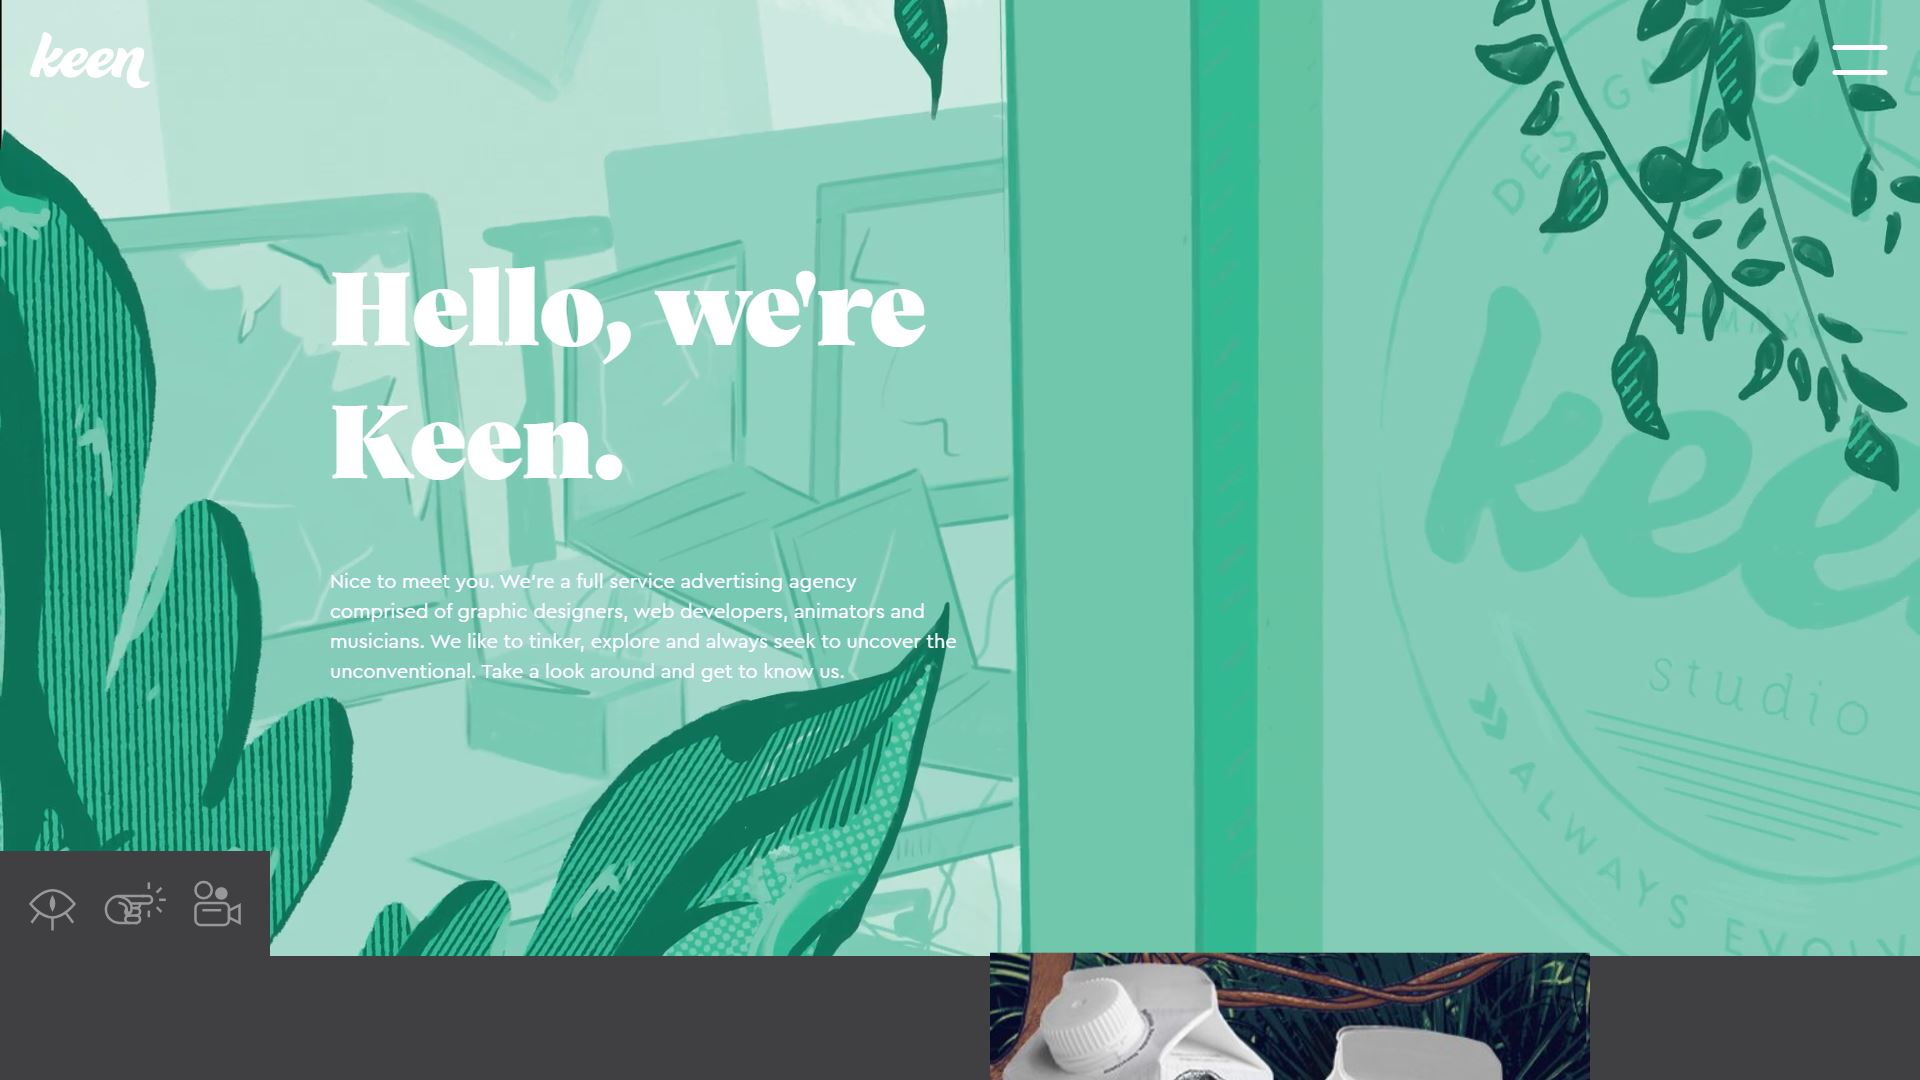 keen
Hello, we're
Keen.
Nice to meet you. We're a full service advertising agency
comprised of graphic designers, web developers, animators and
musicians. We like to tinker, explore and always seek to uncover the
unconventional. Take a look around and get to know us.
studio
ALWAYS